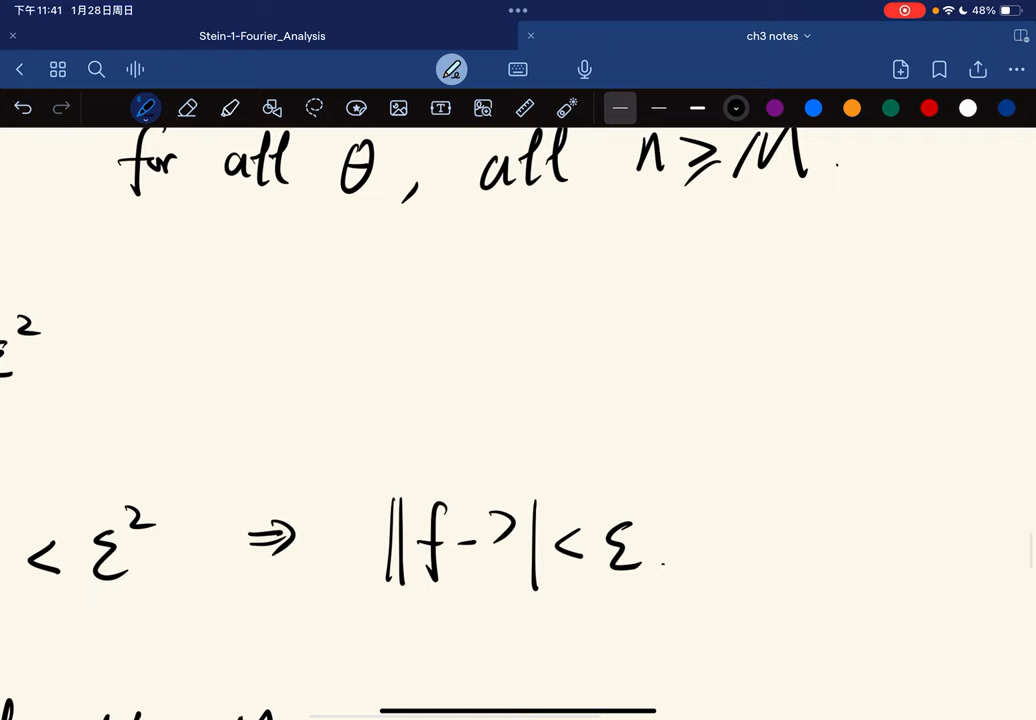 下午11:41 1月28日周日
48%
Stein-1-Fourier_Analysis
ch3 notes
for all θ, all n ≥ M.
ε²
< ε² ⇒ ||f - ?| < ε.